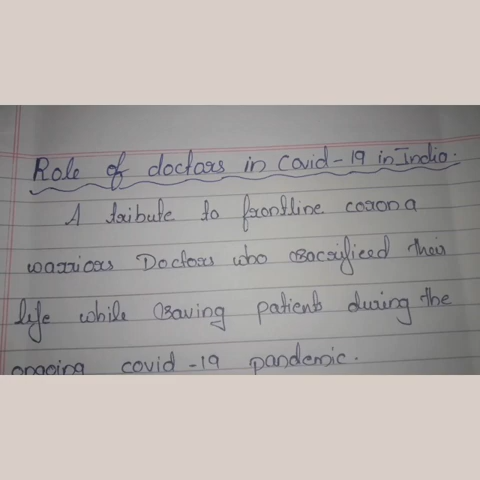 Role of doctors in Covid-19 in India.
A tribute to frontline corona
warriors Doctors who sacrificed their
life while saving patients during the
ongoing covid-19 pandemic.